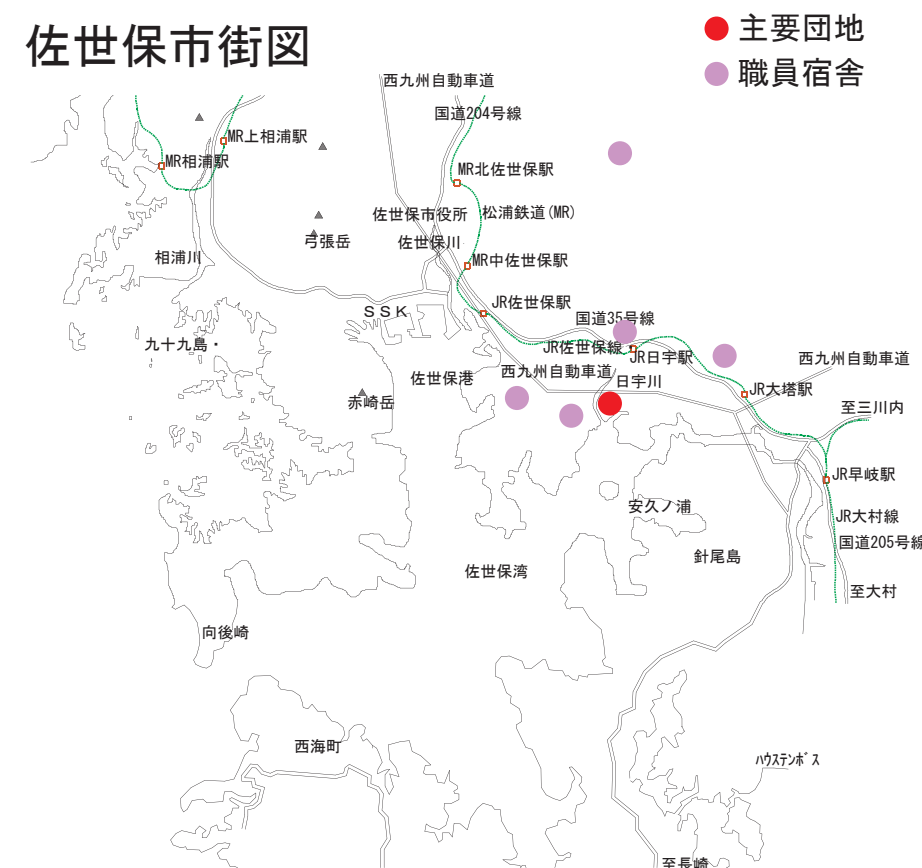 佐世保市街図
主要団地
職員宿舎
西九州自動車道
国道204号線
MR上相浦駅
MR相浦駅
MR北佐世保駅
佐世保市役所
松浦鉄道(MR)
弓張岳
佐世保川
相浦川
MR中佐世保駅
JR佐世保駅
SSK
国道35号線
九十九島・
JR佐世保線
JR日宇駅
西九州自動車道
西九州自動車道
佐世保港
日宇川
JR大塔駅
赤崎岳
至三川内
JR早岐駅
安久ノ浦
JR大村線
国道205号線
針尾島
佐世保湾
至大村
向後崎
西海町
ハウステンボス
至長崎